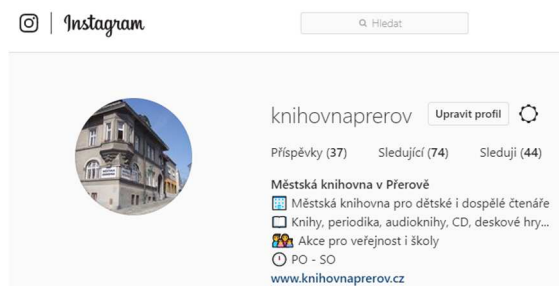 Instagram
Hledat
knihovnaprerov Upravit profil
Příspěvky (37) Sledující (74) Sleduji (44)
Městská knihovna v Přerově
Městská knihovna pro dětské i dospělé čtenáře
Knihy, periodika, audioknihy, CD, deskové hry...
Akce pro veřejnost i školy
PO - SO
www.knihovnaprerov.cz